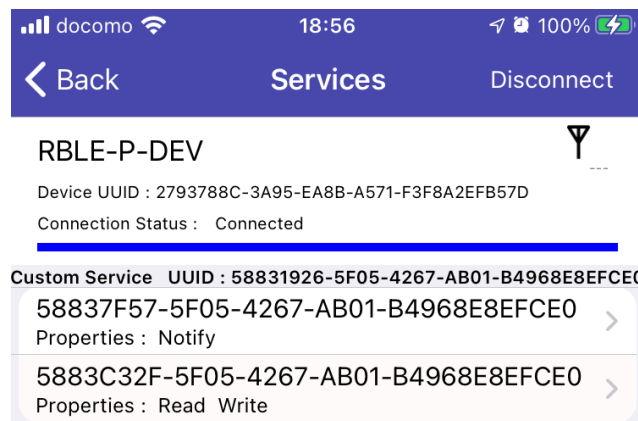 docomo 18:56 100%
Back Services Disconnect
RBLE-P-DEV
---
Device UUID : 2793788C-3A95-EA8B-A571-F3F8A2EFB57D
Connection Status : Connected
Custom Service UUID : 58831926-5F05-4267-AB01-B4968E8EFCE0
58837F57-5F05-4267-AB01-B4968E8EFCE0
Properties : Notify
5883C32F-5F05-4267-AB01-B4968E8EFCE0
Properties : Read Write